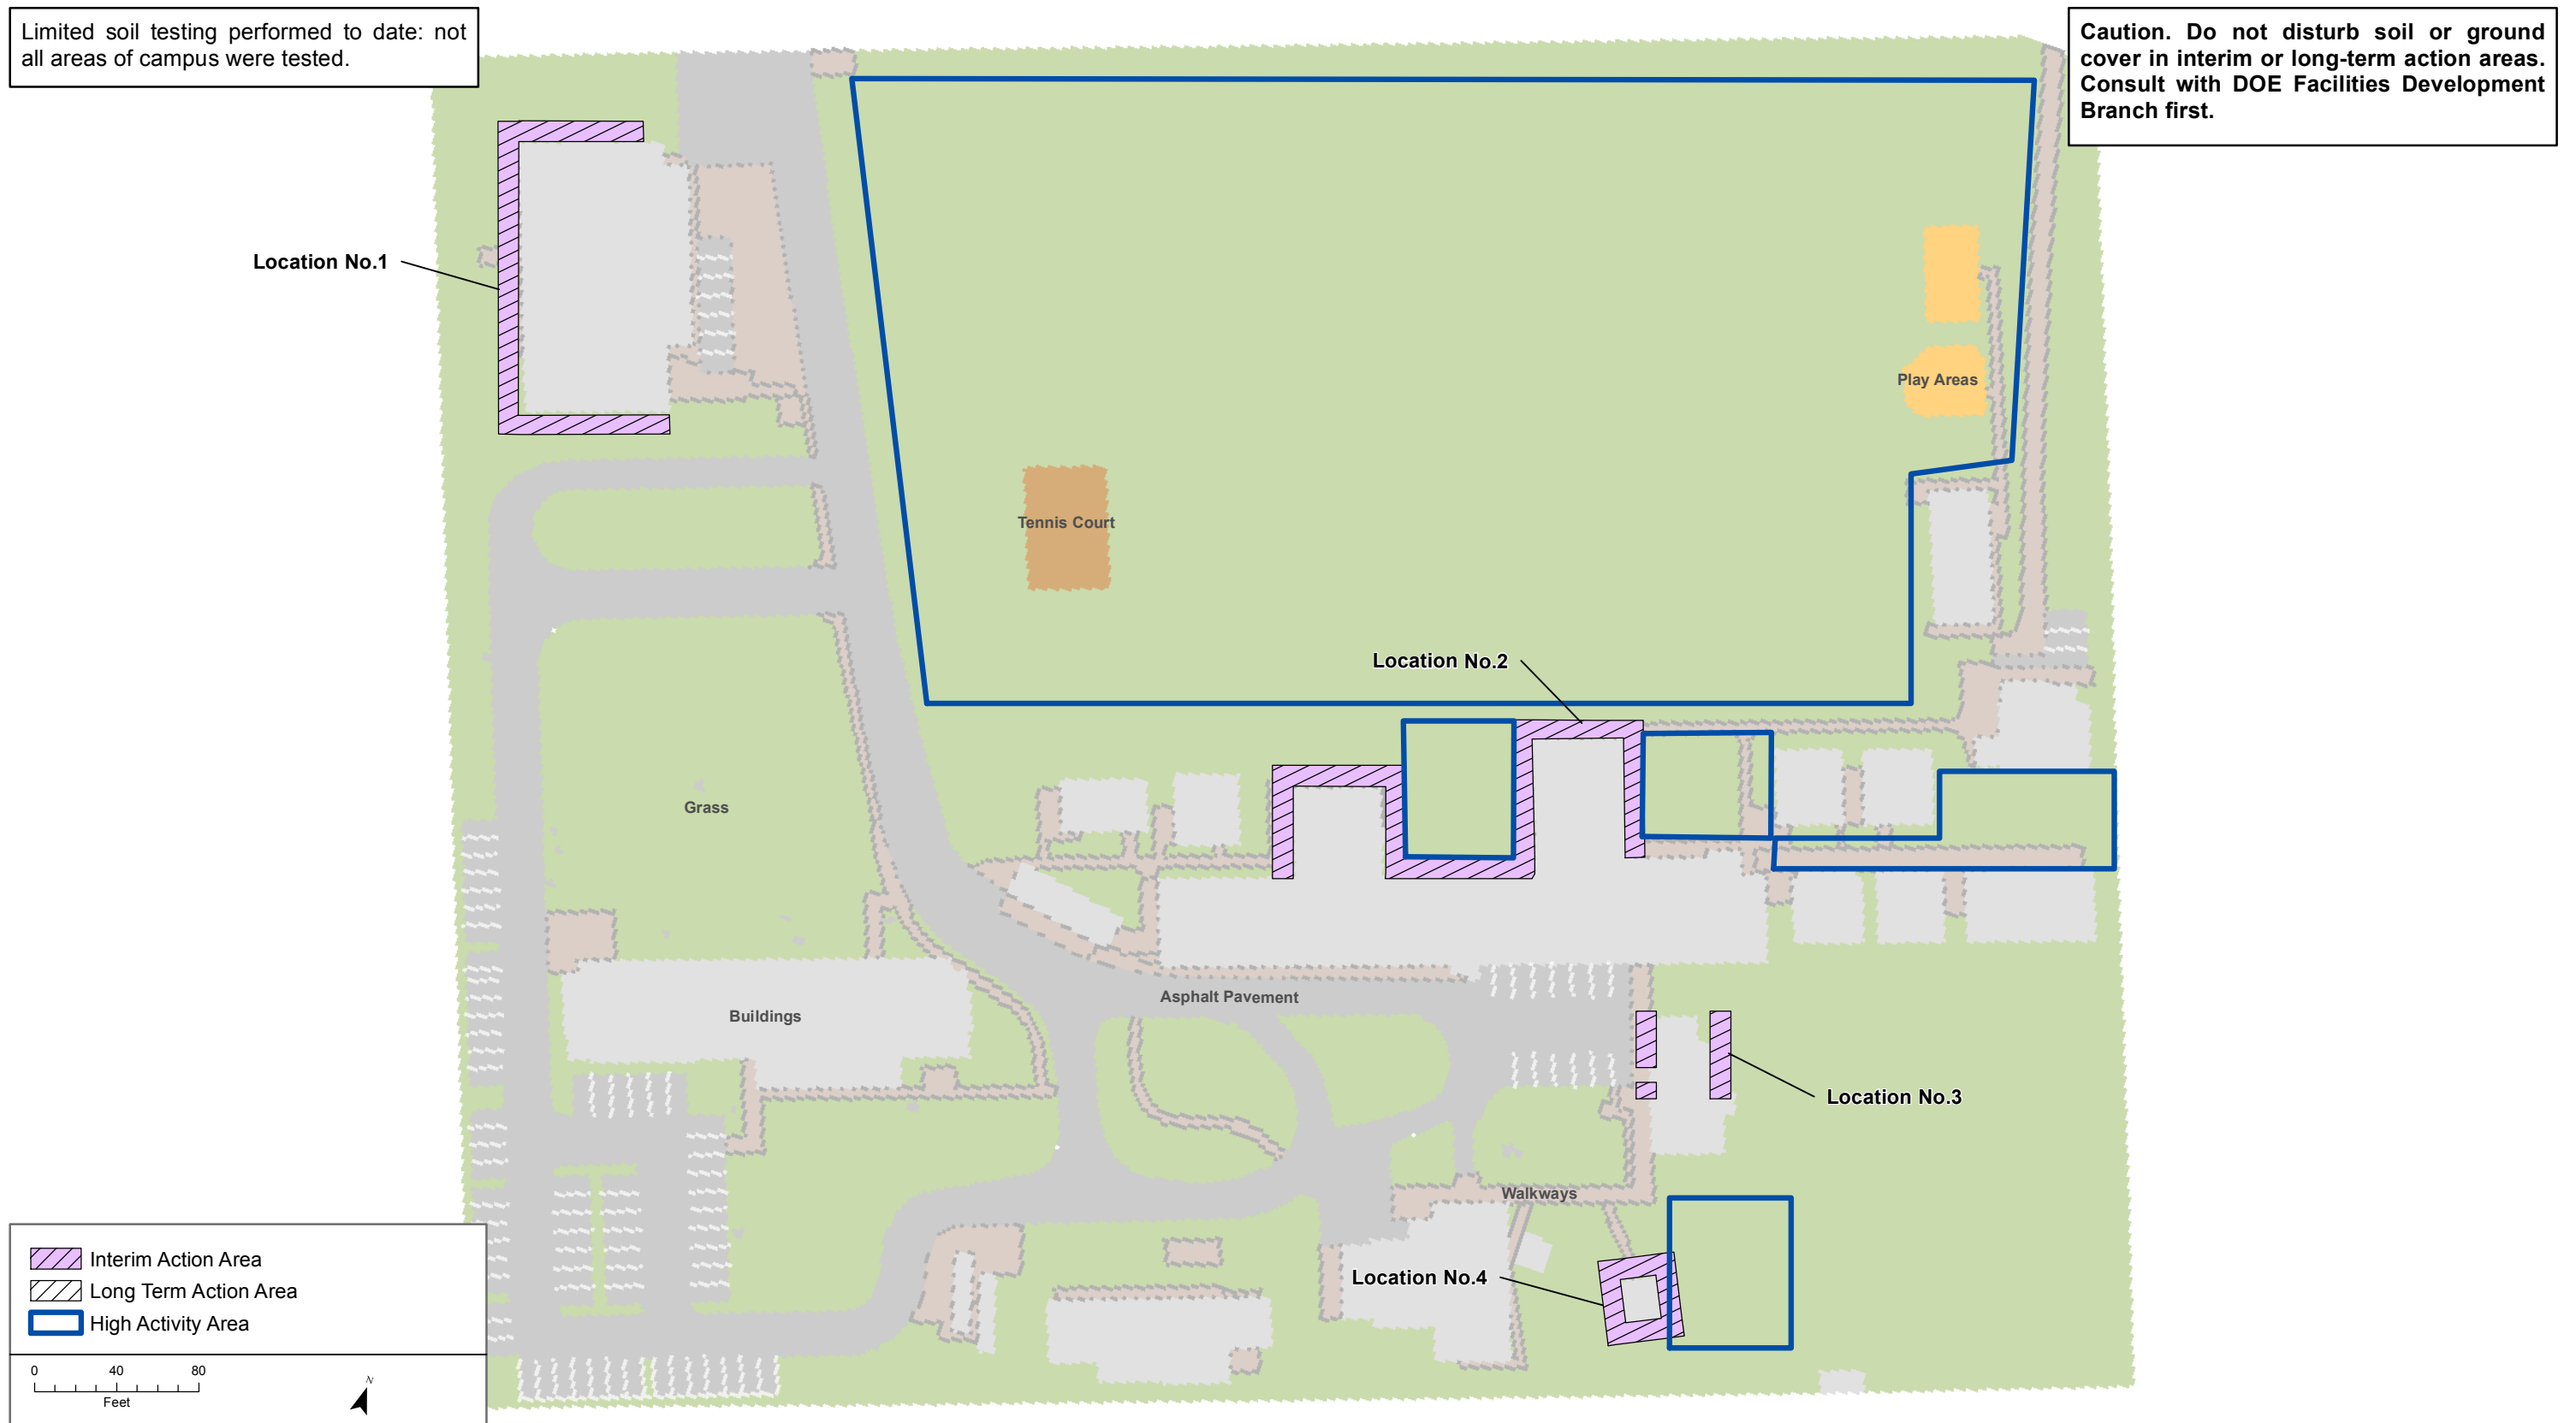 Limited soil testing performed to date: not
all areas of campus were tested.
Caution. Do not disturb soil or ground
cover in interim or long-term action areas.
Consult with DOE Facilities Development
Branch first.
Location No.1
Play Areas
Tennis Court
Location No.2
Grass
Asphalt Pavement
Buildings
Location No.3
Walkways
Location No.4
Interim Action Area
Long Term Action Area
High Activity Area
0 40 80
Feet
N